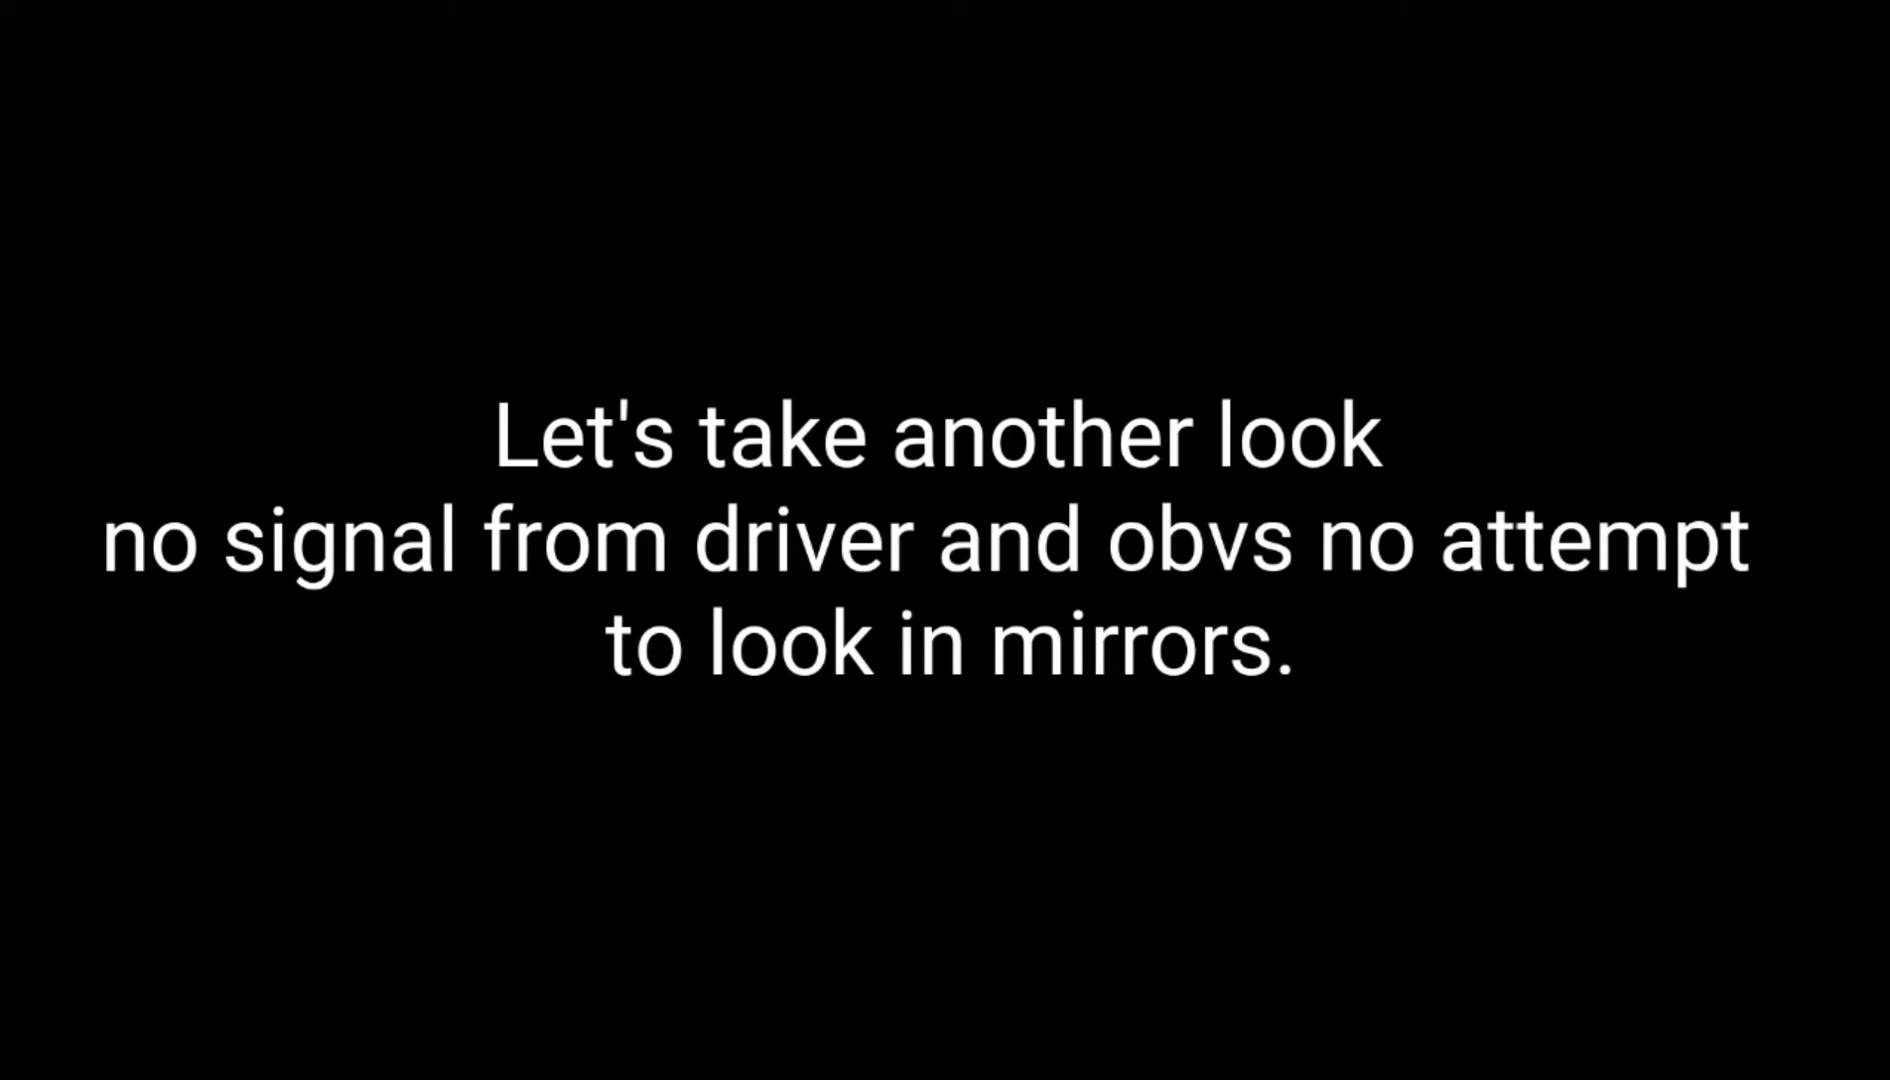 Let's take another look
no signal from driver and obvs no attempt
to look in mirrors.